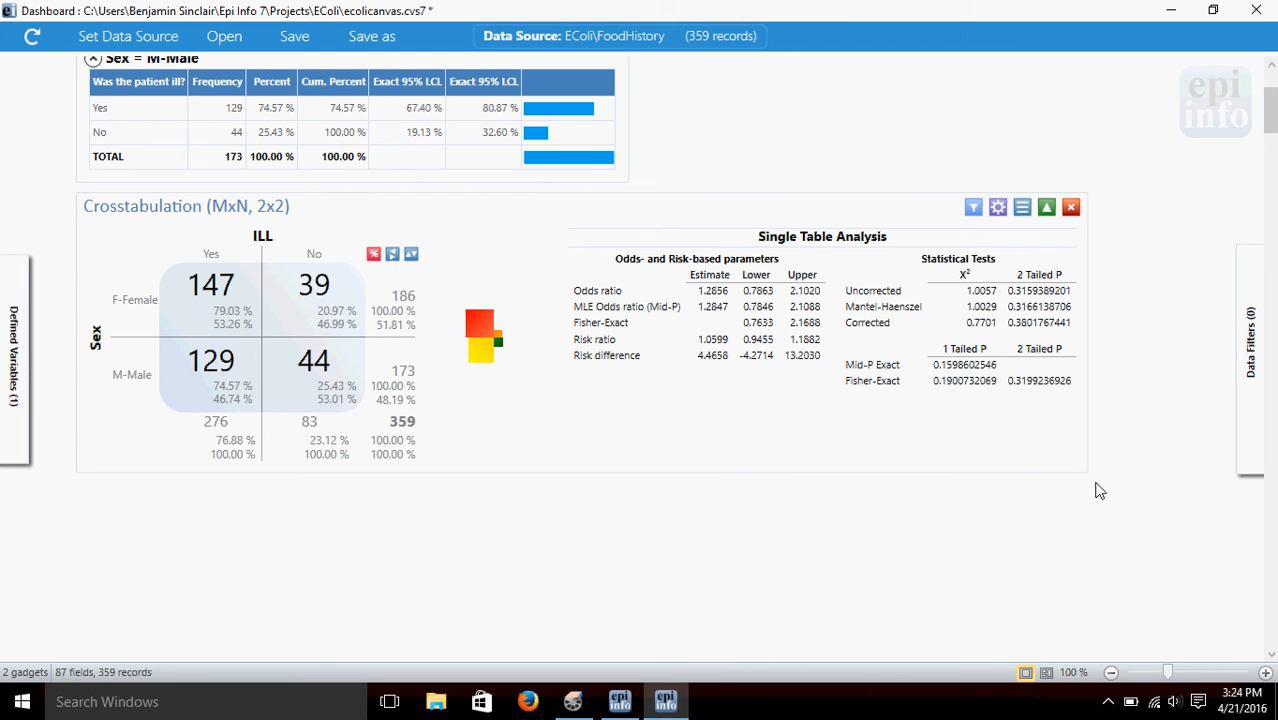 Dashboard : C:\Users\Benjamin Sinclair\Epi Info 7\Projects\EColi\ecolicanvas.cvs7 *
Set Data Source Open Save Save as Data Source: EColi\FoodHistory (359 records)
Sex = M-Male
Was the patient ill? Frequency Percent Cum. Percent Exact 95% LCL Exact 95% LCL
Yes 129 74.57 % 74.57 % 67.40 % 80.87 %
No 44 25.43 % 100.00 % 19.13 % 32.60 %
TOTAL 173 100.00 % 100.00 %
epi
info
Crosstabulation (MxN, 2x2)
ILL
Yes No %
F-Female 147 39 186
79.03 % 20.97 % 100.00 %
53.26 % 46.99 % 51.81 %
Sex
M-Male 129 44 173
74.57 % 25.43 % 100.00 %
46.74 % 53.01 % 48.19 %
276 83 359
76.88 % 23.12 % 100.00 %
100.00 % 100.00 % 100.00 %
Single Table Analysis
Odds- and Risk-based parameters
Estimate Lower Upper
Odds ratio 1.2856 0.7863 2.1020
MLE Odds ratio (Mid-P) 1.2847 0.7846 2.1088
Fisher-Exact 0.7633 2.1688
Risk ratio 1.0599 0.9455 1.1882
Risk difference 4.4658 -4.2714 13.2030
Statistical Tests
X² 2 Tailed P
Uncorrected 1.0057 0.3159389201
Mantel-Haenszel 1.0029 0.3166138706
Corrected 0.7701 0.3801767441
1 Tailed P 2 Tailed P
Mid-P Exact 0.1598602546
Fisher-Exact 0.1900732069 0.3199236926
Defined Variables (1)
Data Filters (0)
2 gadgets 87 fields, 359 records 100 %
Search Windows
epi
info
epi
info
3:24 PM
4/21/2016